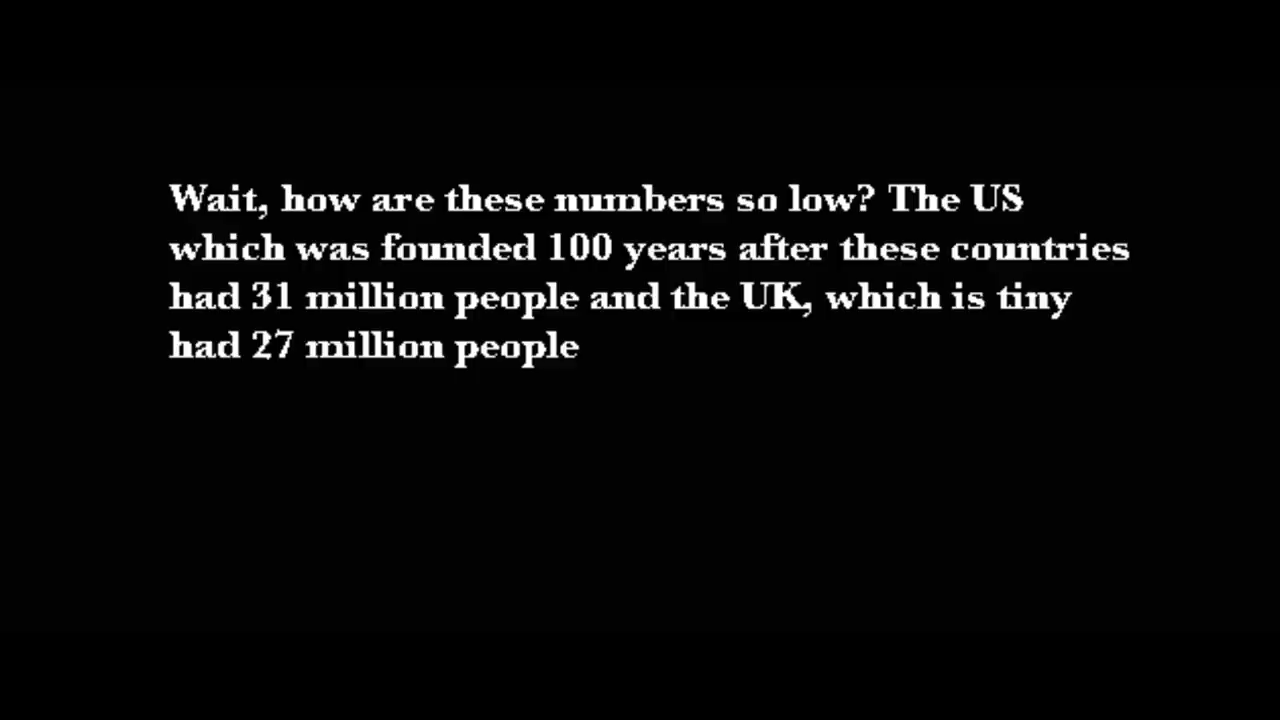 Wait, how are these numbers so low? The US
which was founded 100 years after these countries
had 31 million people and the UK, which is tiny
had 27 million people